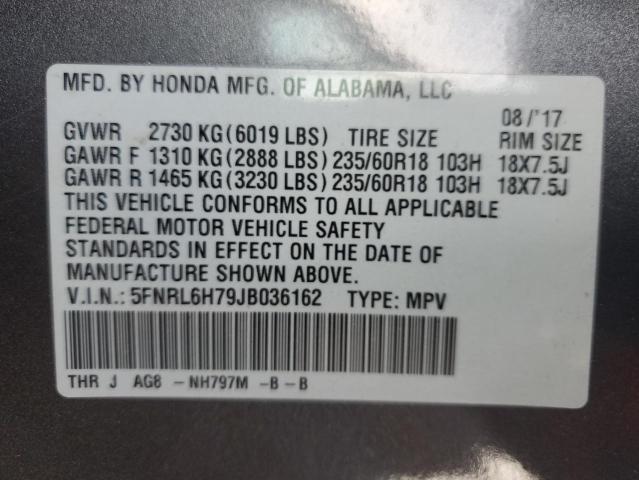 MFD. BY HONDA MFG. OF ALABAMA, LLC
08/'17
GVWR 2730 KG(6019 LBS) TIRE SIZE RIM SIZE
GAWR F 1310 KG(2888 LBS)235/60R18 103H 18X7.5J
GAWR R 1465 KG(3230 LBS)235/60R18 103H 18X7.5J
THIS VEHICLE CONFORMS TO ALL APPLICABLE
FEDERAL MOTOR VEHICLE SAFETY
STANDARDS IN EFFECT ON THE DATE OF
MANUFACTURE SHOWN ABOVE.
V.I.N.: 5FNRL6H79JB036162 TYPE: MPV
THR J AG8 -NH797M -B-B